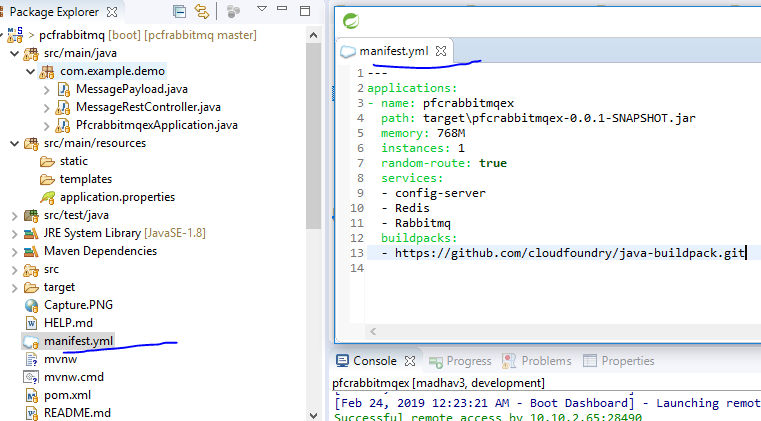 Package Explorer
pcfrabbitmq [boot] [pcfrabbitmq master]
src/main/java
com.example.demo
MessagePayload.java
MessageRestController.java
PfcrabbitmqexApplication.java
src/main/resources
static
templates
application.properties
src/test/java
JRE System Library [JavaSE-1.8]
Maven Dependencies
src
target
Capture.PNG
HELP.md
manifest.yml
mvnw
mvnw.cmd
pom.xml
README.md
manifest.yml
1 ---
2 applications:
3 - name: pfcrabbitmqex
4 path: target\pfcrabbitmqex-0.0.1-SNAPSHOT.jar
5 memory: 768M
6 instances: 1
7 random-route: true
8 services:
9 - config-server
10 - Redis
11 - Rabbitmq
12 buildpacks:
13 - https://github.com/cloudfoundry/java-buildpack.git
14
Console Progress Problems Properties
pfcrabbitmqex [madhav3, development]
[Feb 24, 2019 12:23:21 AM - Boot Dashboard] - Launching remot
Successful remote access by 10.10.2.65:28490